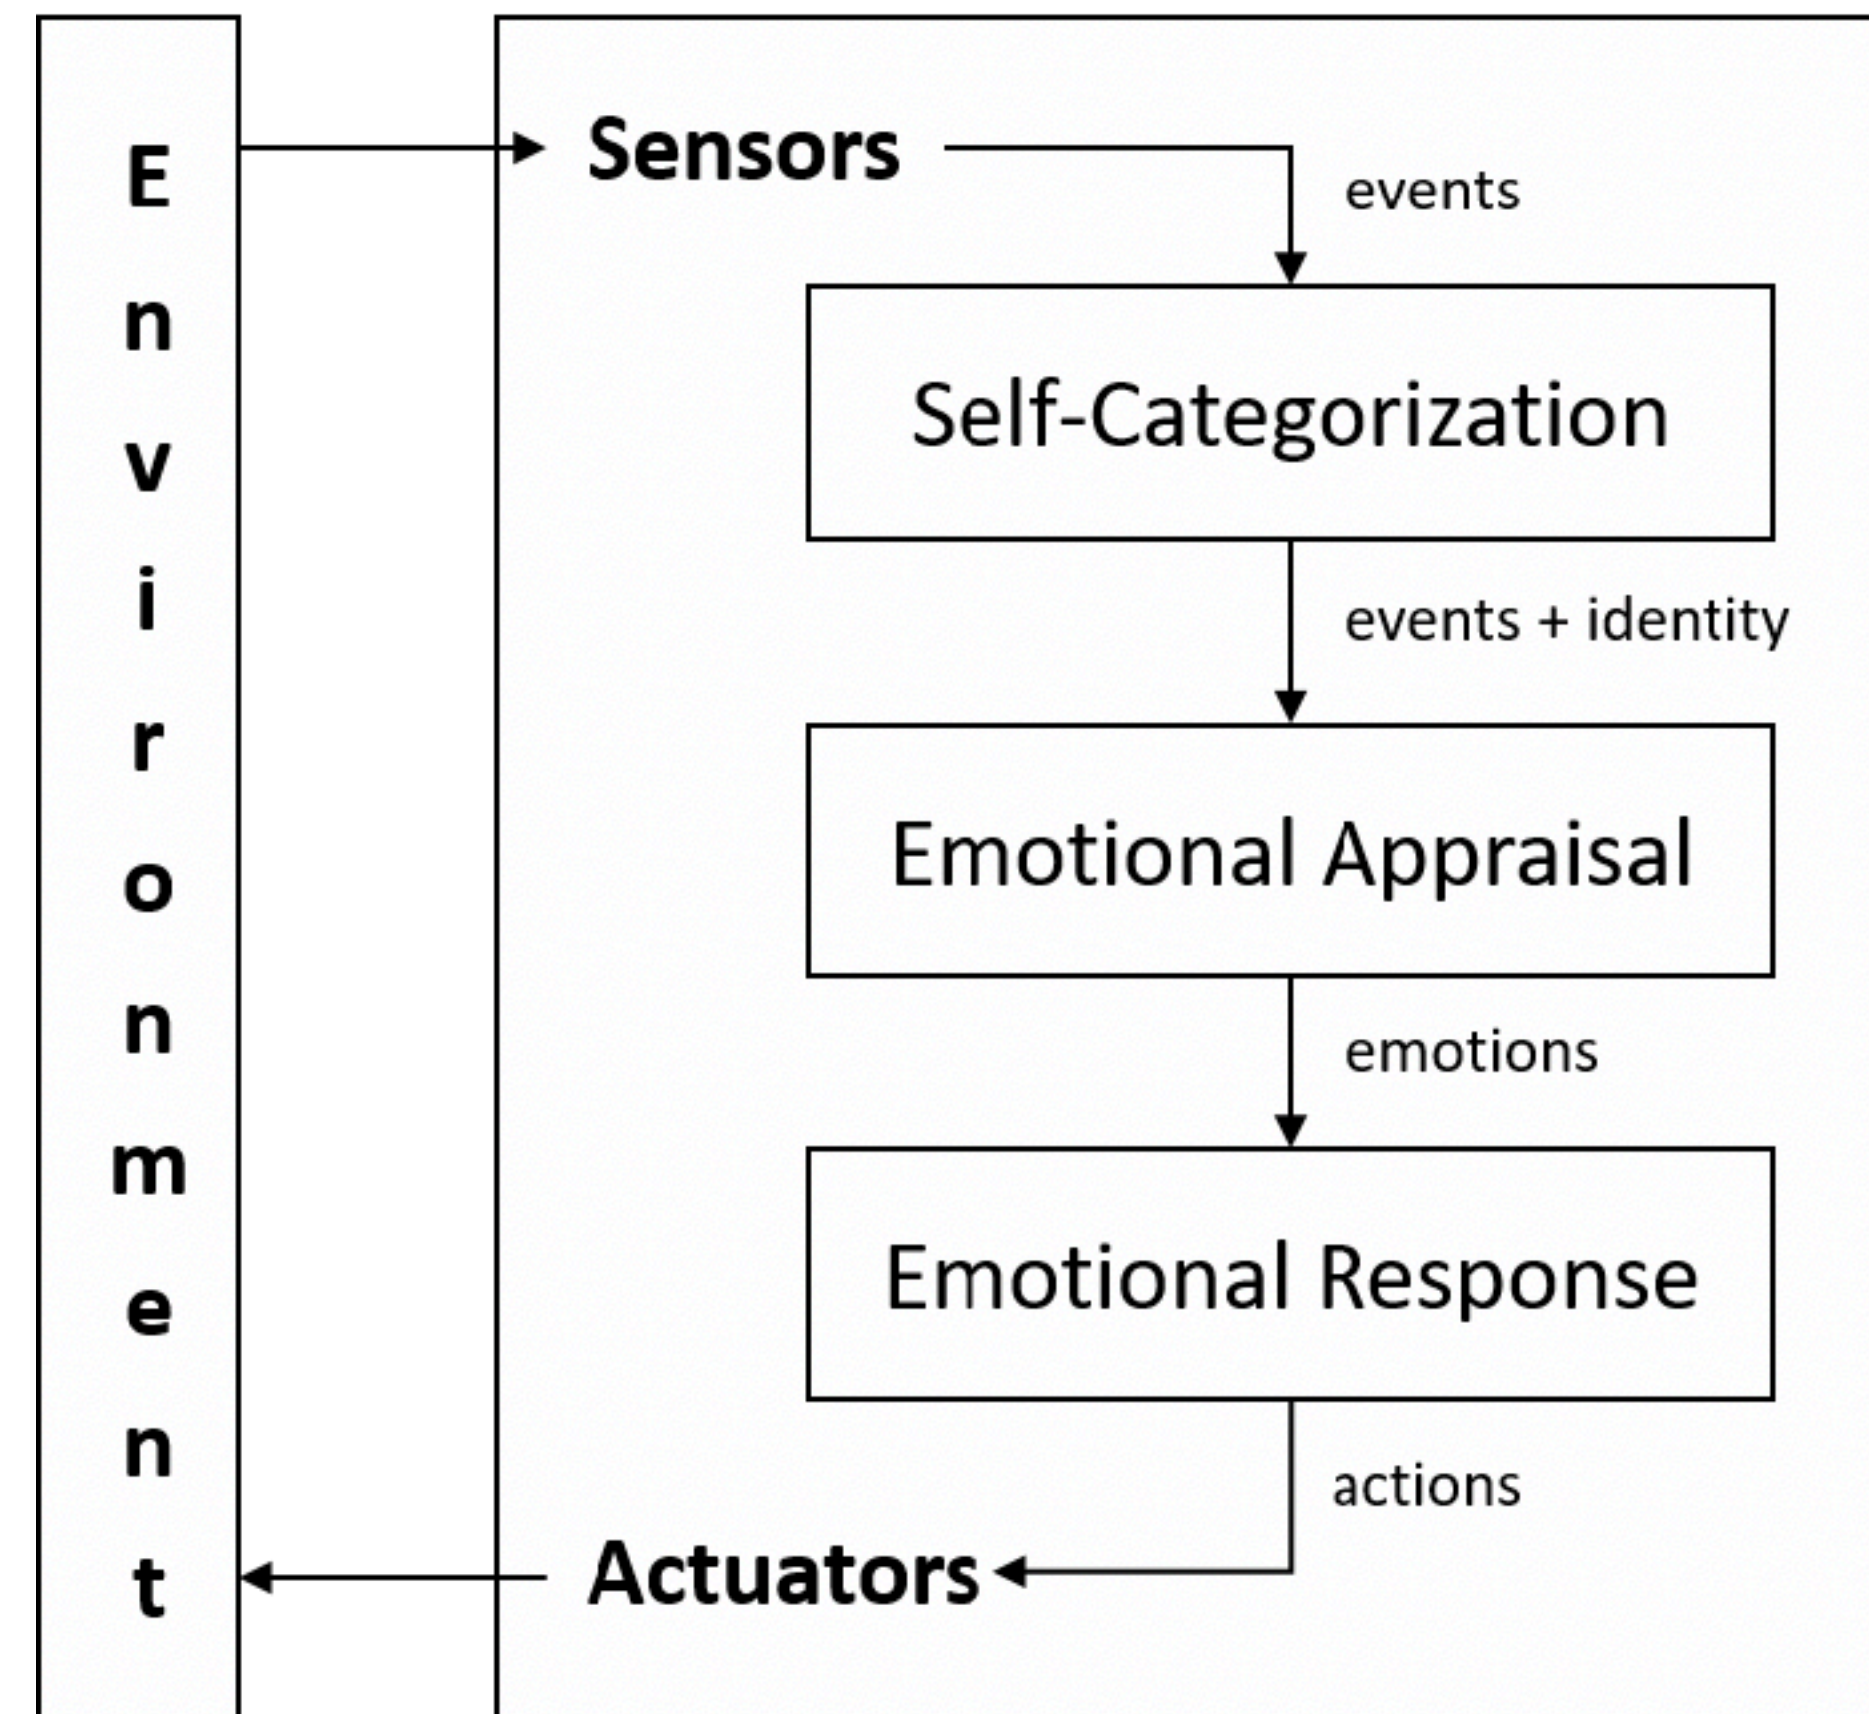 Environment
Sensors
events
Self-Categorization
events + identity
Emotional Appraisal
emotions
Emotional Response
actions
Actuators